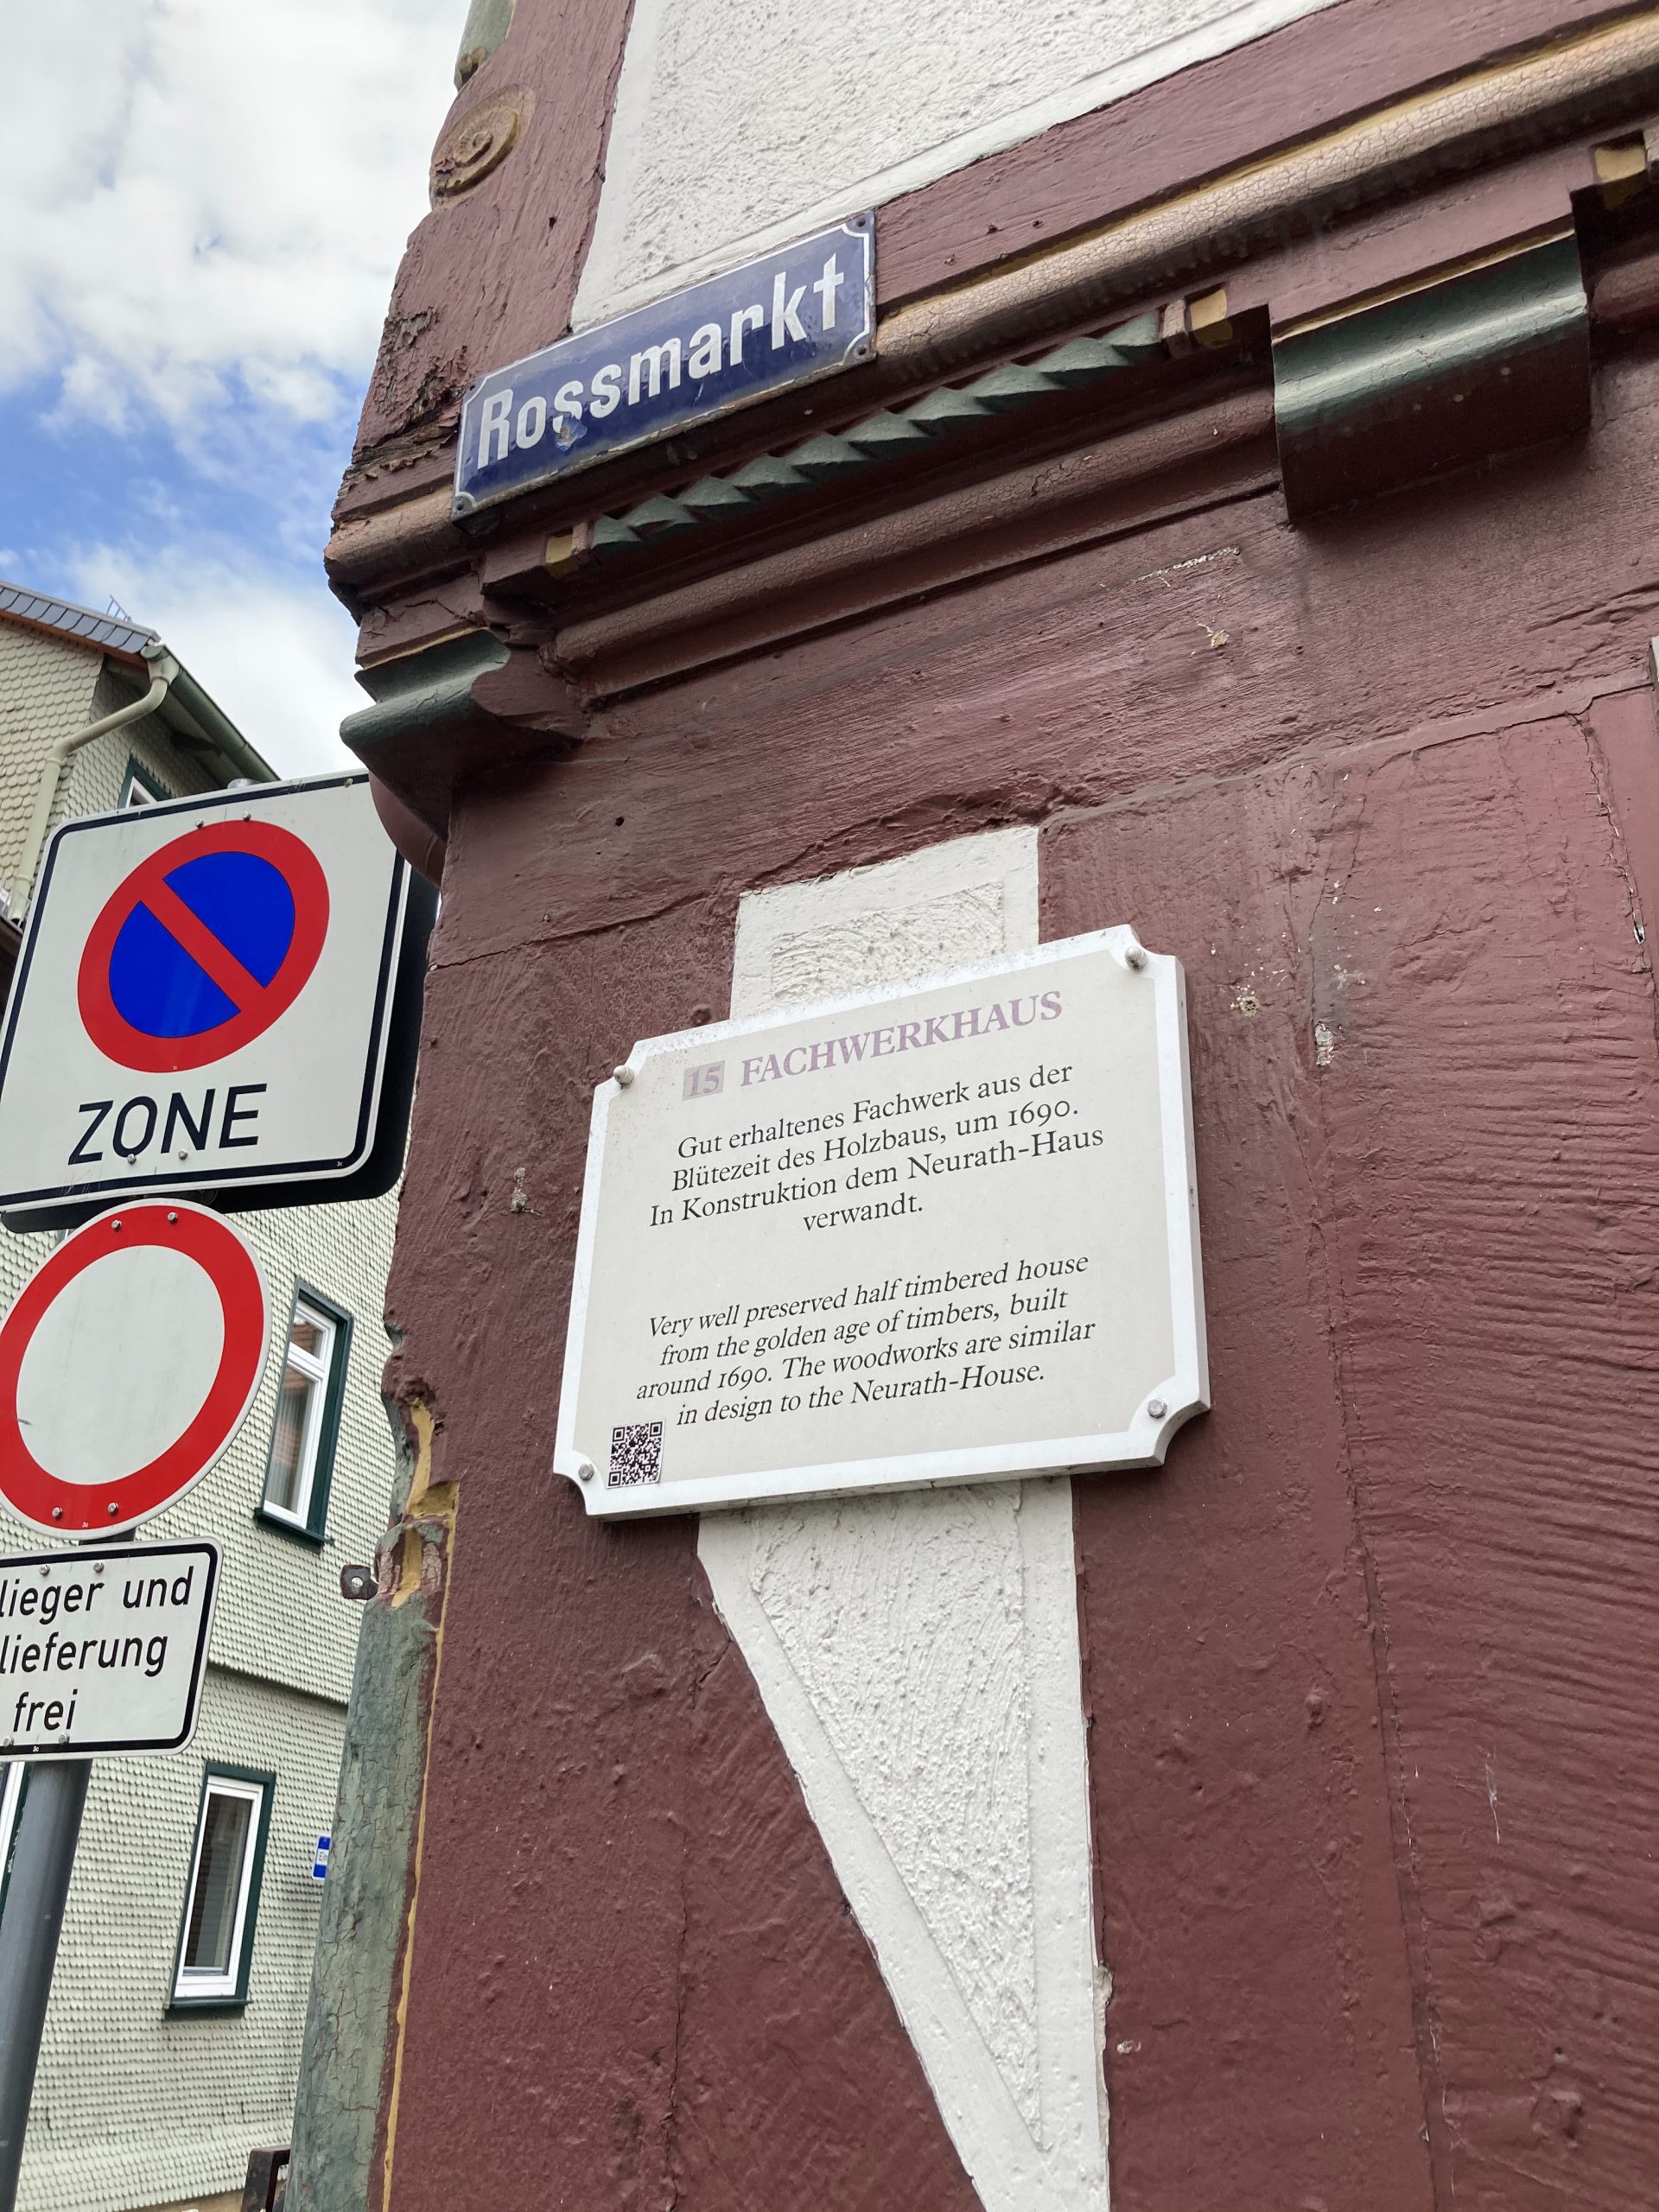 Rossmarkt
ZONE
lieger und
lieferung
frei
15 FACHWERKHAUS
Gut erhaltenes Fachwerk aus der
Blütezeit des Holzbaus, um 1690.
In Konstruktion dem Neurath-Haus
verwandt.
Very well preserved half timbered house
from the golden age of timbers, built
around 1690. The woodworks are similar
in design to the Neurath-House.